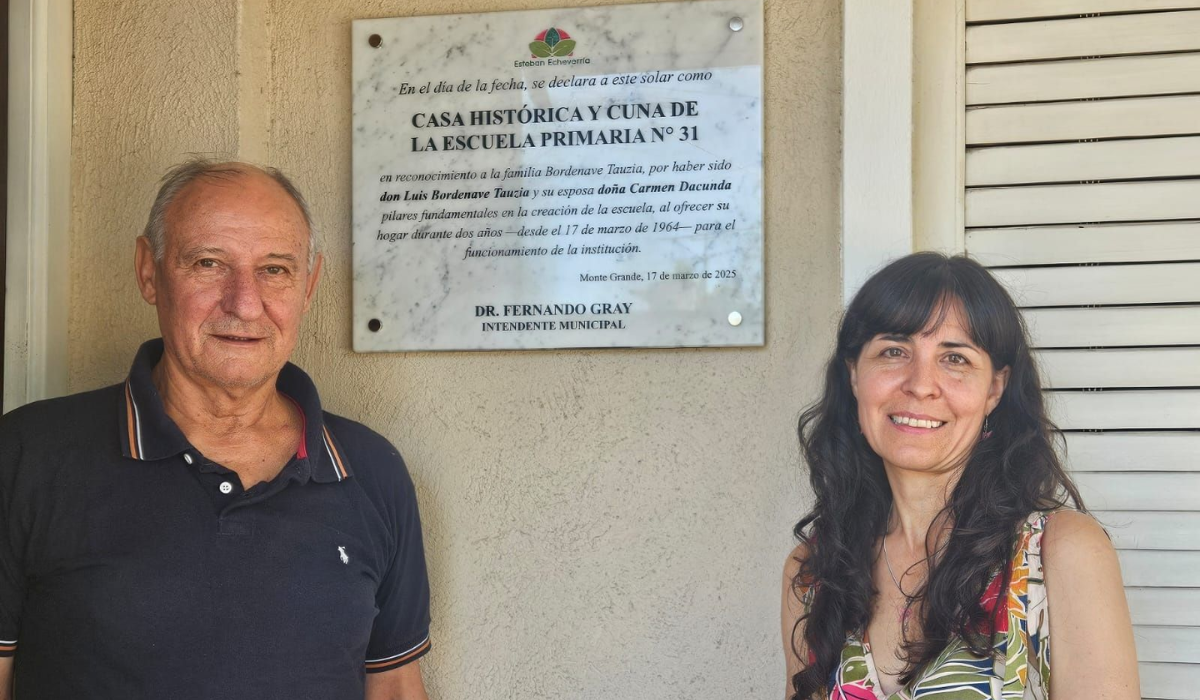 Esteban Echeverría
En el día de la fecha, se declara a este solar como
CASA HISTÓRICA Y CUNA DE
LA ESCUELA PRIMARIA N° 31
en reconocimiento a la familia Bordenave Tauzia, por haber sido
don Luis Bordenave Tauzia y su esposa doña Carmen Dacunda
pilares fundamentales en la creación de la escuela, al ofrecer su
hogar durante dos años —desde el 17 de marzo de 1964— para el
funcionamiento de la institución.
Monte Grande, 17 de marzo de 2025
DR. FERNANDO GRAY
INTENDENTE MUNICIPAL